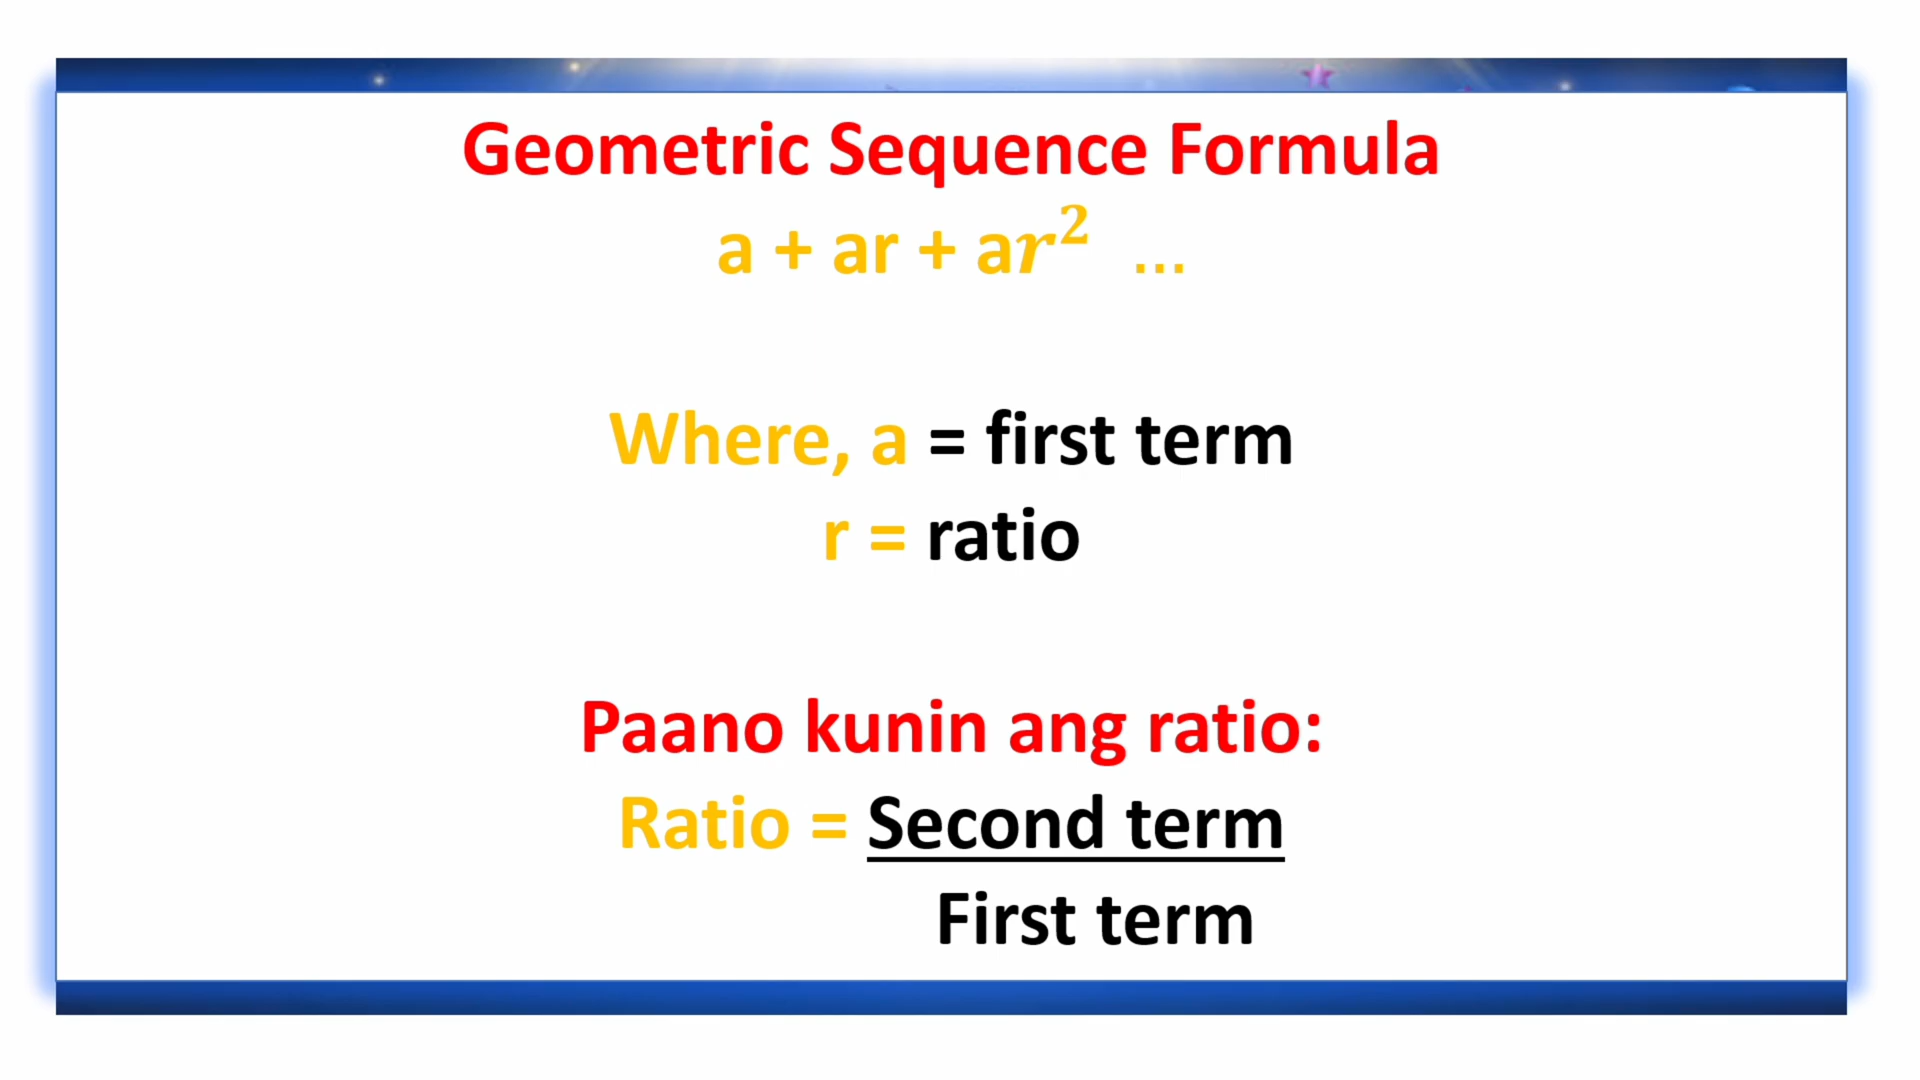 Geometric Sequence Formula
a + ar + ar² ...
Where, a = first term
r = ratio
Paano kunin ang ratio:
Ratio = Second term
First term